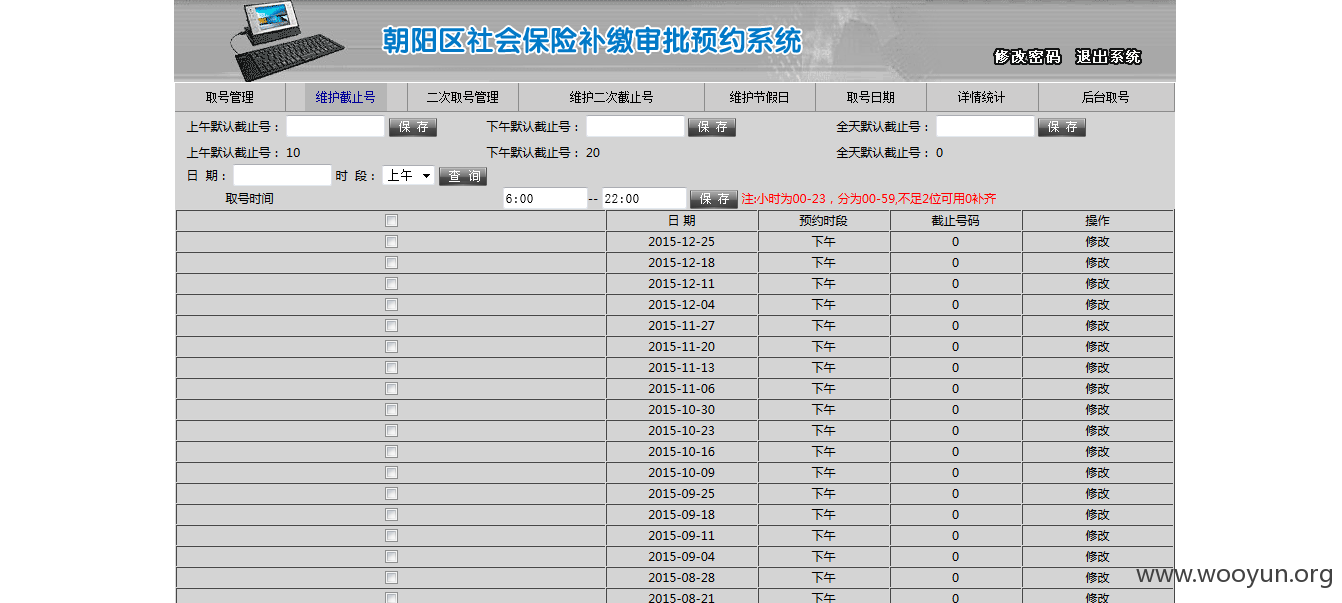 朝阳区社会保险补缴审批预约系统
修改密码 退出系统
取号管理 维护截止号 二次取号管理 维护二次截止号 维护节假日 取号日期 详情统计 后台取号
上午默认截止号： 保 存 下午默认截止号： 保 存 全天默认截止号： 保 存
上午默认截止号： 10 下午默认截止号： 20 全天默认截止号： 0
日 期： 时 段： 上午 查 询
取号时间 6:00 -- 22:00 保 存 注:小时为00-23，分为00-59,不足2位可用0补齐
日 期 预约时段 截止号码 操作
2015-12-25 下午 0 修改
2015-12-18 下午 0 修改
2015-12-11 下午 0 修改
2015-12-04 下午 0 修改
2015-11-27 下午 0 修改
2015-11-20 下午 0 修改
2015-11-13 下午 0 修改
2015-11-06 下午 0 修改
2015-10-30 下午 0 修改
2015-10-23 下午 0 修改
2015-10-16 下午 0 修改
2015-10-09 下午 0 修改
2015-09-25 下午 0 修改
2015-09-18 下午 0 修改
2015-09-11 下午 0 修改
2015-09-04 下午 0 修改
2015-08-28 下午 0 修改
2015-08-21 下午 0 修改
www.wooyun.org